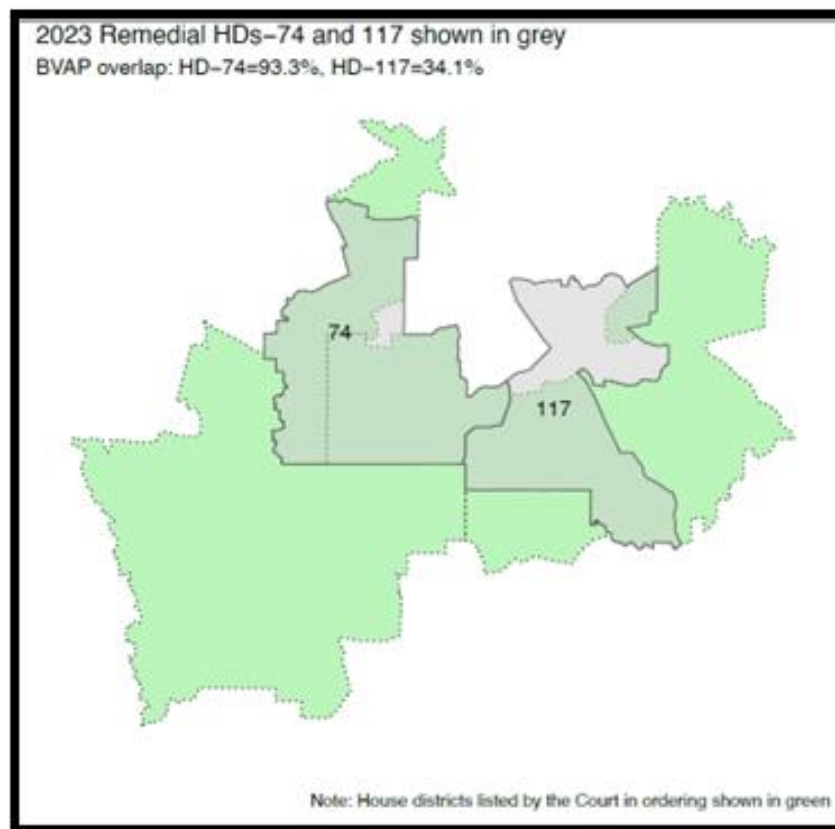 2023 Remedial HDs−74 and 117 shown in grey
BVAP overlap: HD−74=93.3%, HD−117=34.1%
74
117
Note: House districts listed by the Court in ordering shown in green